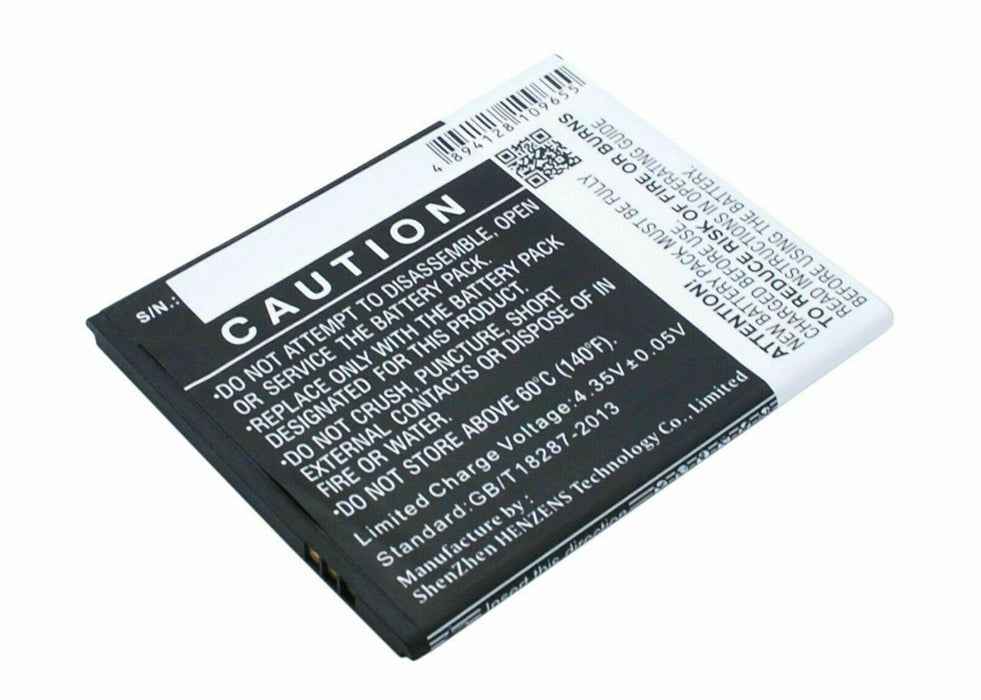 4 894128 109655
S/N.:
CAUTION
·DO NOT ATTEMPT TO DISASSEMBLE, OPEN
OR SERVICE THE BATTERY PACK.
·REPLACE ONLY WITH THE BATTERY PACK
DESIGNATED FOR THIS PRODUCT.
·DO NOT CRUSH, PUNCTURE, SHORT
EXTERNAL CONTACTS OR DISPOSE OF IN
FIRE OR WATER.
·DO NOT STORE ABOVE 60°C (140°F).
Limited Charge Voltage:4.35V±0.05V
Standard:GB/T18287-2013
Manufacture by :
ShenZhen HENZENS Technology Co., Limited
Insert this direction
ATTENTION!
NEW BATTERY PACK MUST BE FULLY
CHARGED BEFORE USE.
TO REDUCE RISK OF FIRE OR BURNS
READ INSTRUCTIONS IN OPERATING GUIDE
BEFORE USING THE BATTERY.